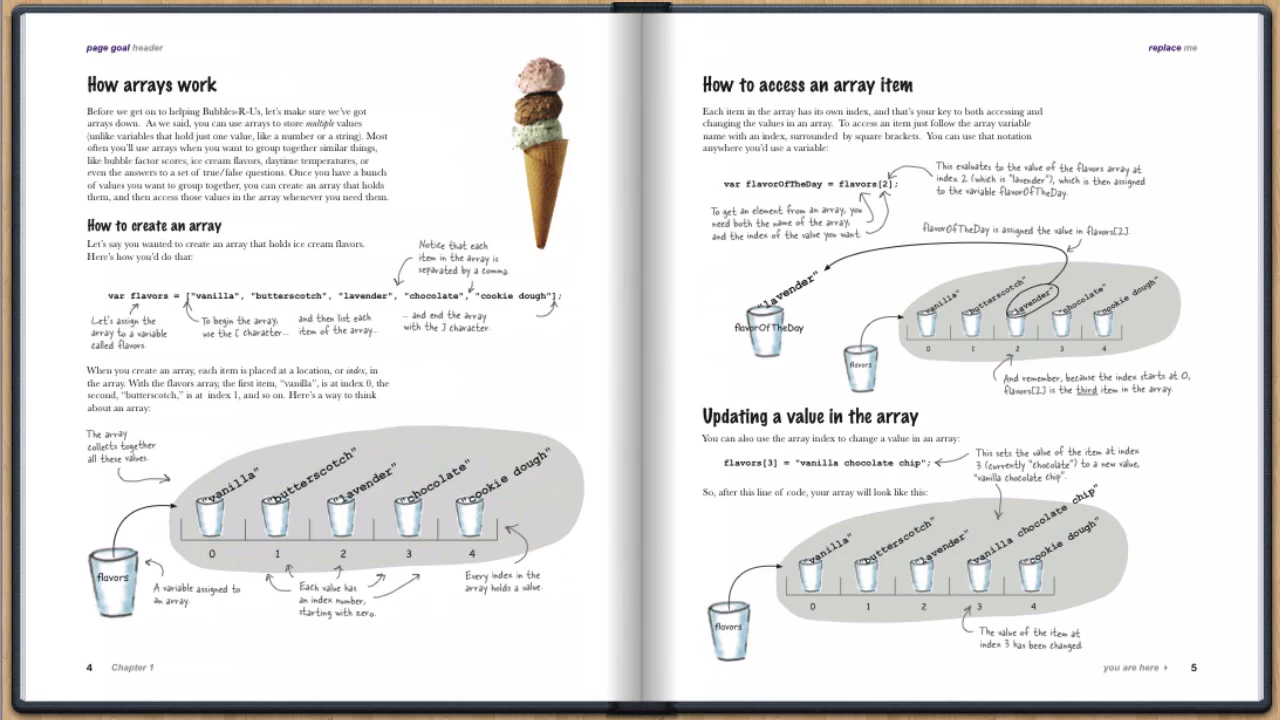 page goal header
How arrays work
Before we get on to helping Bubbles-R-Us, let's make sure we've got
arrays down.  As we said, you can use arrays to store multiple values
(unlike variables that hold just one value, like a number or a string). Most
often you'll use arrays when you want to group together similar things,
like bubble factor scores, ice cream flavors, daytime temperatures, or
even the answers to a set of true/false questions. Once you have a bunch
of values you want to group together, you can create an array that holds
them, and then access those values in the array whenever you need them.
How to create an array
Let's say you wanted to create an array that holds ice cream flavors.
Here's how you'd do that:
Notice that each
item in the array is
separated by a comma.
var flavors = ["vanilla", "butterscotch", "lavender", "chocolate", "cookie dough"];
Let's assign the
array to a variable
called flavors.
To begin the array,
use the [ character...
and then list each
item of the array...
... and end the array
with the ] character.
When you create an array, each item is placed at a location, or index, in
the array. With the flavors array, the first item, "vanilla", is at index 0, the
second, "butterscotch," is at  index 1, and so on. Here's a way to think
about an array:
The array
collects together
all these values.
"vanilla"
"butterscotch"
"lavender"
"chocolate"
"cookie dough"
0 1 2 3 4
flavors
A variable assigned to
an array.
Each value has
an index number,
starting with zero.
Every index in the
array holds a value.
4 Chapter 1
replace me
How to access an array item
Each item in the array has its own index, and that's your key to both accessing and
changing the values in an array.  To access an item just follow the array variable
name with an index, surrounded  by square brackets.  You can use that notation
anywhere you'd use a variable:
var flavorOfTheDay = flavors[2];
This evaluates to the value of the flavors array at
index 2 (which is "lavender"), which is then assigned
to the variable flavorOfTheDay.
To get an element from an array, you
need both the name of the array,
and the index of the value you want.
flavorOfTheDay is assigned the value in flavors[2].
"lavender"
flavorOfTheDay
"vanilla"
"butterscotch"
"lavender"
"chocolate"
"cookie dough"
0 1 2 3 4
flavors
And remember, because the index starts at 0,
flavors[2] is the third item in the array.
Updating a value in the array
You can also use the array index to change a value in an array:
flavors[3] = "vanilla chocolate chip";
This sets the value of the item at index
3 (currently "chocolate") to a new value,
"vanilla chocolate chip".
So, after this line of code, your array will look like this:
"vanilla"
"butterscotch"
"lavender"
"vanilla chocolate chip"
"cookie dough"
0 1 2 3 4
flavors
The value of the item at
index 3 has been changed.
you are here 5